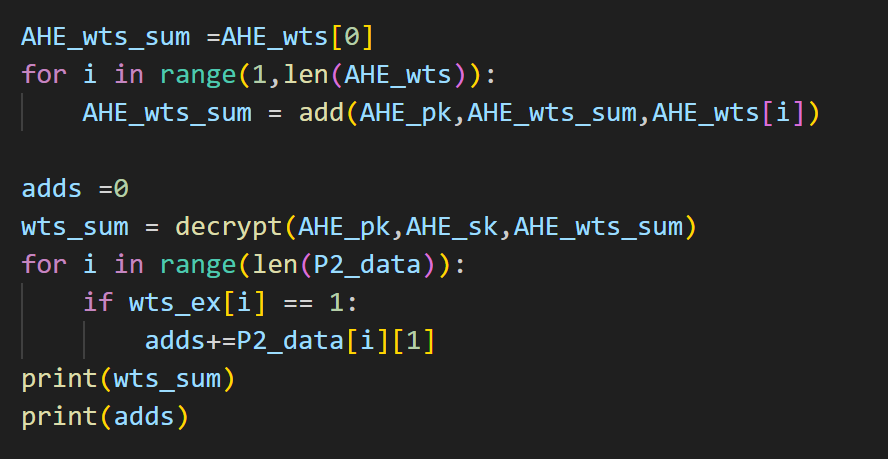 AHE_wts_sum =AHE_wts[0]
for i in range(1,len(AHE_wts)):
    AHE_wts_sum = add(AHE_pk,AHE_wts_sum,AHE_wts[i])

adds =0
wts_sum = decrypt(AHE_pk,AHE_sk,AHE_wts_sum)
for i in range(len(P2_data)):
    if wts_ex[i] == 1:
        adds+=P2_data[i][1]
print(wts_sum)
print(adds)